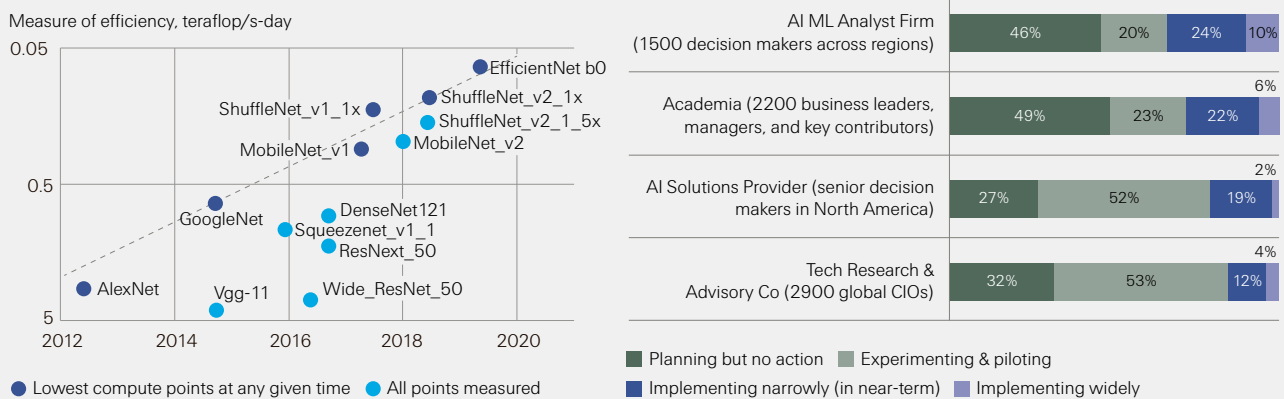 Measure of efficiency, teraflop/s-day
0.05
EfficientNet b0
ShuffleNet_v2_1x
ShuffleNet_v1_1x
ShuffleNet_v2_1_5x
MobileNet_v2
MobileNet_v1
0.5
DenseNet121
GoogleNet
Squeezenet_v1_1
ResNext_50
AlexNet
Vgg-11
Wide_ResNet_50
5
2012 2014 2016 2018 2020
Lowest compute points at any given time All points measured
AI ML Analyst Firm
(1500 decision makers across regions)
46% 20% 24% 10%
Academia (2200 business leaders,
managers, and key contributors)
49% 23% 22% 6%
AI Solutions Provider (senior decision
makers in North America)
27% 52% 19% 2%
Tech Research &
Advisory Co (2900 global CIOs)
32% 53% 12% 4%
Planning but no action Experimenting & piloting
Implementing narrowly (in near-term) Implementing widely